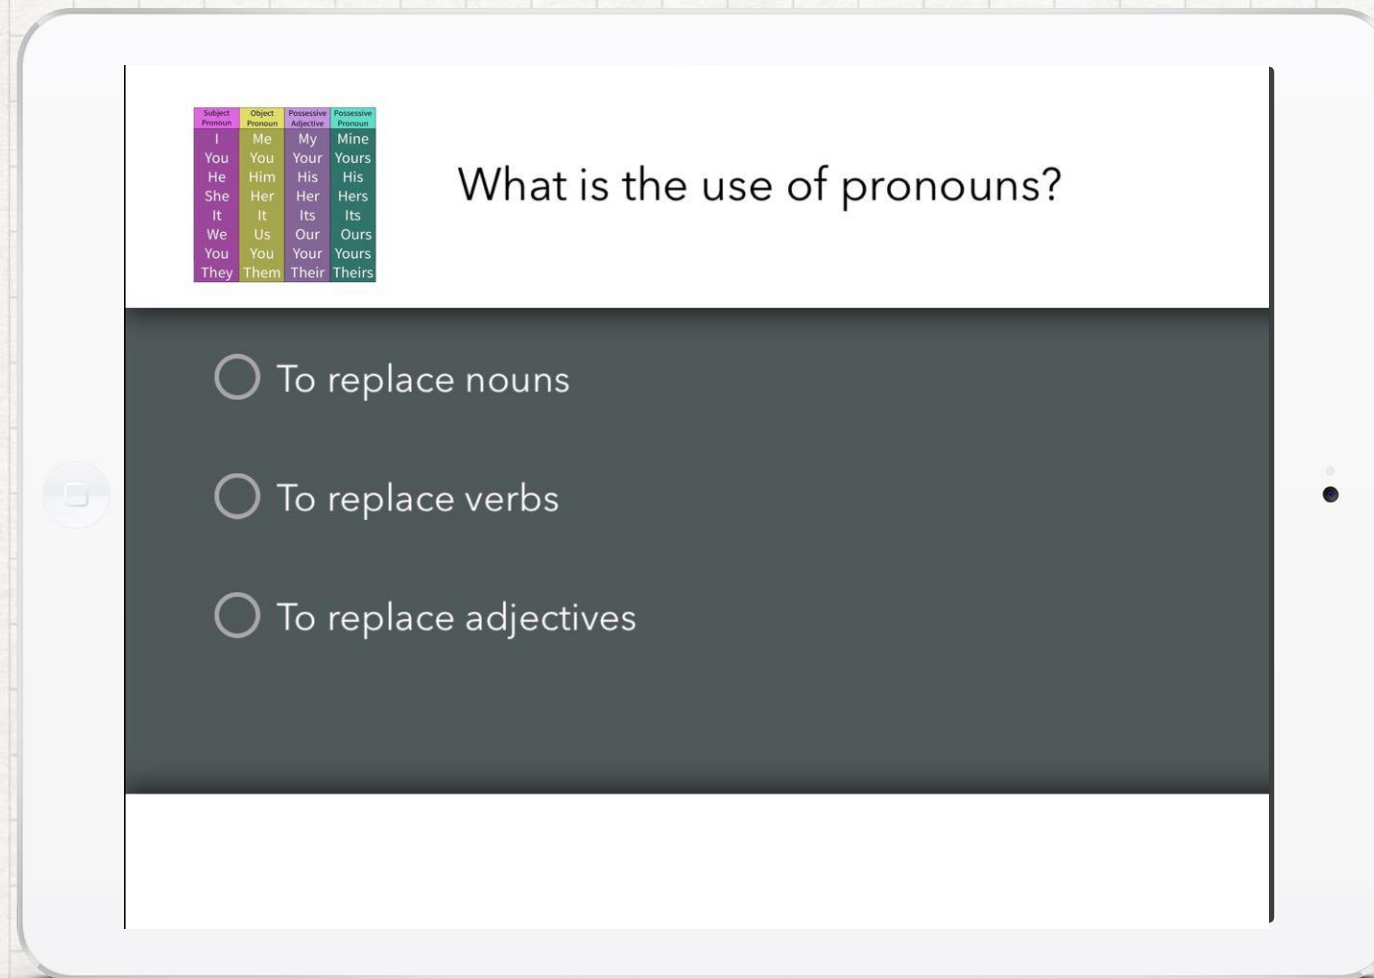 Subject Pronoun Object Pronoun Possessive Adjective Possessive Pronoun
I Me My Mine
You You Your Yours
He Him His His
She Her Her Hers
It It Its Its
We Us Our Ours
You You Your Yours
They Them Their Theirs
What is the use of pronouns?
To replace nouns
To replace verbs
To replace adjectives